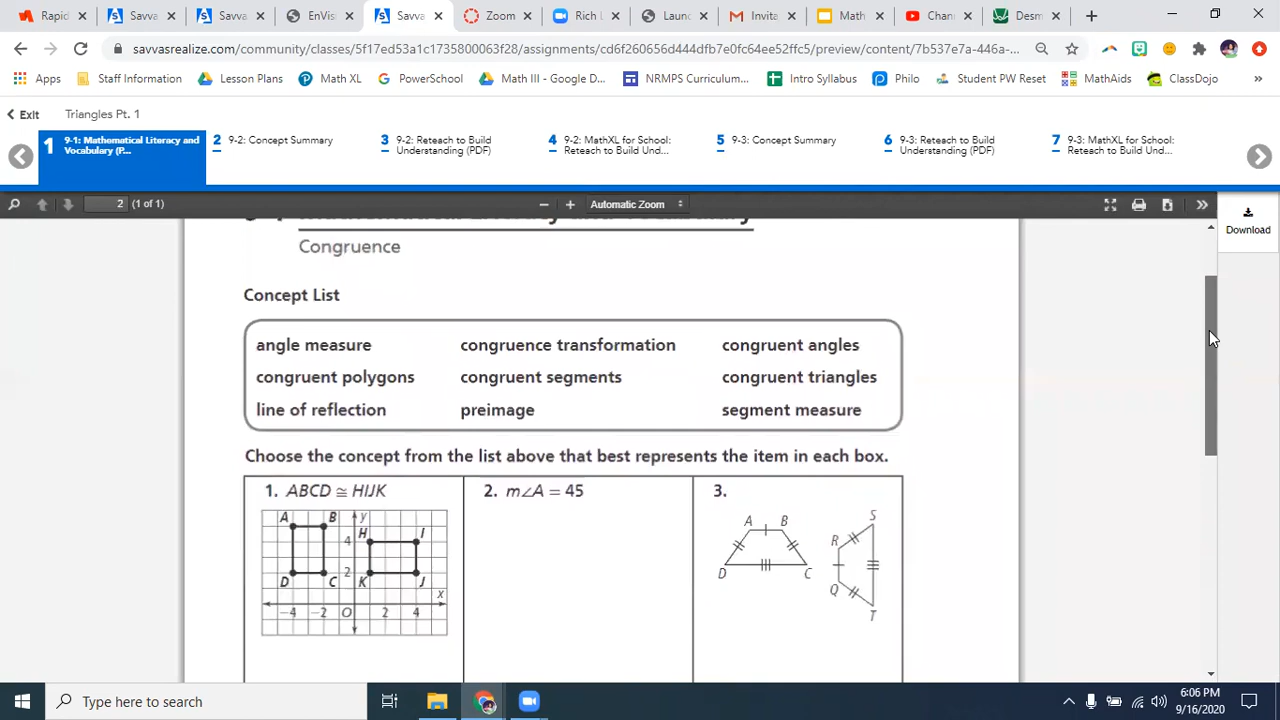 Rapid
Savva
Savva
EnVisi
Savva
Zoom
Rich L
Launc
Invita
Math
Chan
Desm
savvasrealize.com/community/classes/5f17ed53a1c1735800063f28/assignments/cd6f260656d444dfb7e0fc64ee52ffc5/preview/content/7b537e7a-446a-...
Apps
Staff Information
Lesson Plans
Math XL
PowerSchool
Math III - Google D...
NRMPS Curriculum...
Intro Syllabus
Philo
Student PW Reset
MathAids
ClassDojo
Exit
Triangles Pt. 1
1 9-1: Mathematical Literacy and
Vocabulary (P...
2 9-2: Concept Summary
3 9-2: Reteach to Build
Understanding (PDF)
4 9-2: MathXL for School:
Reteach to Build Und...
5 9-3: Concept Summary
6 9-3: Reteach to Build
Understanding (PDF)
7 9-3: MathXL for School:
Reteach to Build Und...
2 (1 of 1)
Automatic Zoom
Download
Congruence
Concept List
angle measure congruence transformation congruent angles
congruent polygons congruent segments congruent triangles
line of reflection preimage segment measure
Choose the concept from the list above that best represents the item in each box.
1. ABCD ≅ HIJK
A B y
H I
4
D 2 C K J
x
−4 −2 O 2 4
2. m∠A = 45
3.
A B S
R
D C Q
T
Type here to search
6:06 PM
9/16/2020